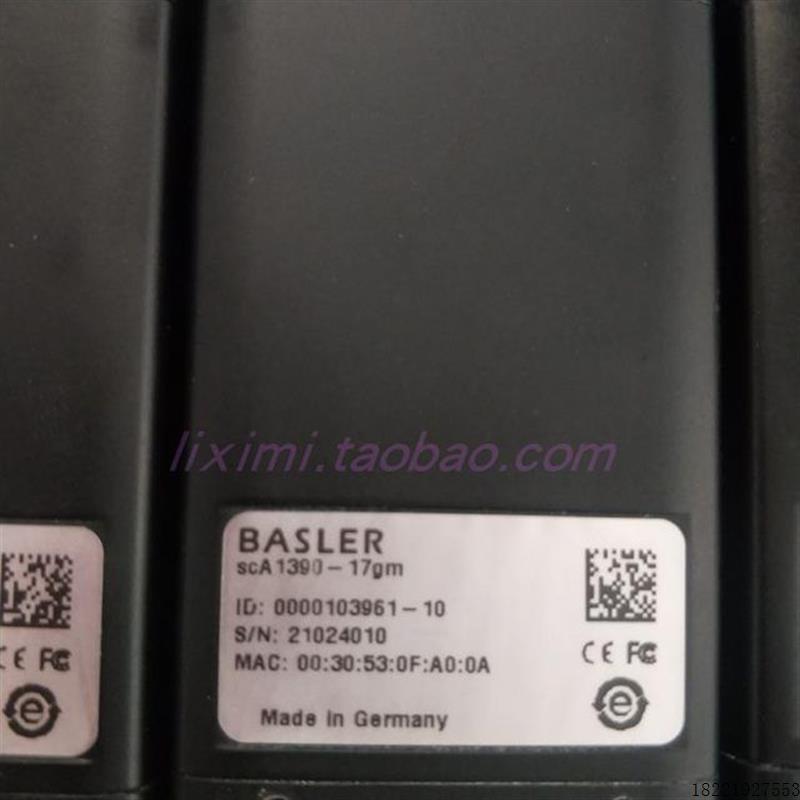 liximi.taobao.com
BASLER
scA1390-17gm
ID: 0000103961-10
S/N: 21024010
MAC: 00:30:53:0F:A0:0A
CE FC
CE FC
e
e
Made in Germany
18221927553